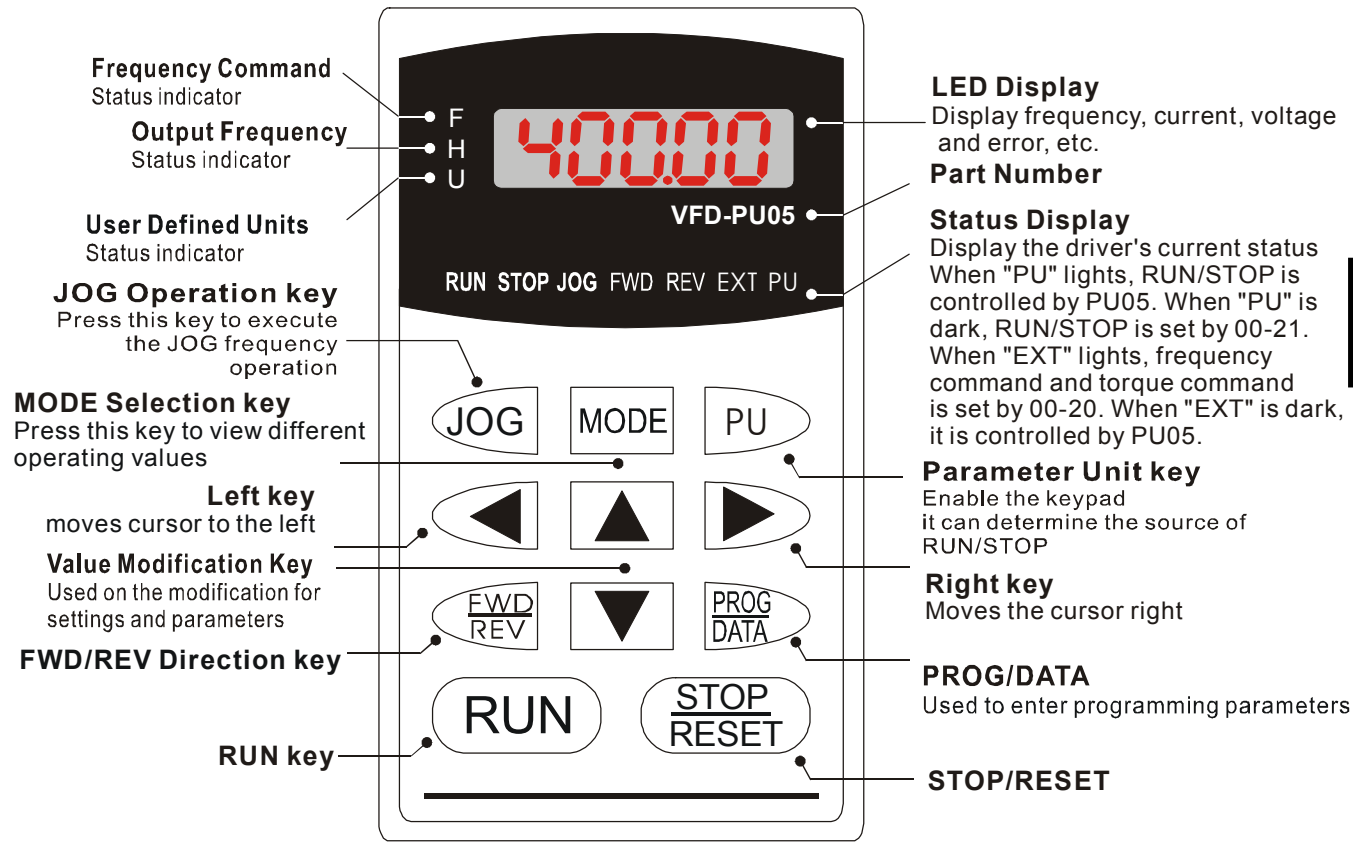 Frequency Command
Status indicator
Output Frequency
Status indicator
User Defined Units
Status indicator
JOG Operation key
Press this key to execute
the JOG frequency
operation
MODE Selection key
Press this key to view different
operating values
Left key
moves cursor to the left
Value Modification Key
Used on the modification for
settings and parameters
FWD/REV Direction key
RUN key
F
H
U
400.00
VFD-PU05
RUN STOP JOG FWD REV EXT PU
JOG
MODE
PU
FWD
REV
PROG
DATA
RUN
STOP
RESET
LED Display
Display frequency, current, voltage
and error, etc.
Part Number
Status Display
Display the driver's current status
When "PU" lights, RUN/STOP is
controlled by PU05. When "PU" is
dark, RUN/STOP is set by 00-21.
When "EXT" lights, frequency
command and torque command
is set by 00-20. When "EXT" is dark,
it is controlled by PU05.
Parameter Unit key
Enable the keypad
it can determine the source of
RUN/STOP
Right key
Moves the cursor right
PROG/DATA
Used to enter programming parameters
STOP/RESET